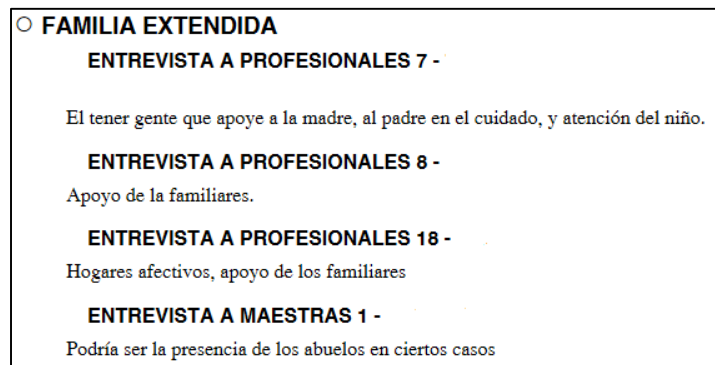 ○ FAMILIA EXTENDIDA
ENTREVISTA A PROFESIONALES 7 -
El tener gente que apoye a la madre, al padre en el cuidado, y atención del niño.
ENTREVISTA A PROFESIONALES 8 -
Apoyo de la familiares.
ENTREVISTA A PROFESIONALES 18 -
Hogares afectivos, apoyo de los familiares
ENTREVISTA A MAESTRAS 1 -
Podría ser la presencia de los abuelos en ciertos casos